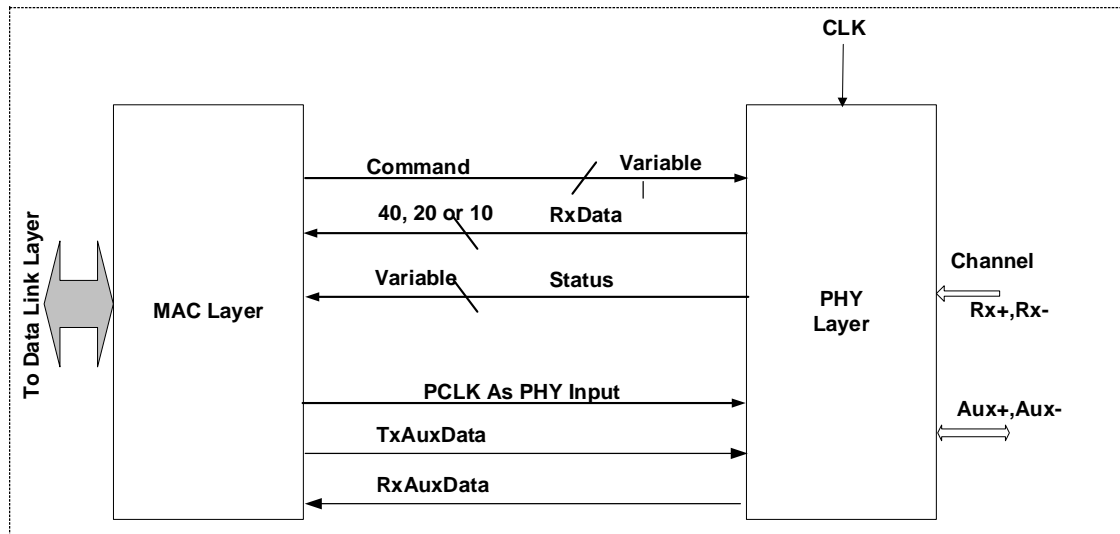 CLK
Command
Variable
40, 20 or 10
RxData
Variable
Status
Channel
Rx+,Rx-
To Data Link Layer
MAC Layer
PHY
Layer
PCLK As PHY Input
Aux+,Aux-
TxAuxData
RxAuxData